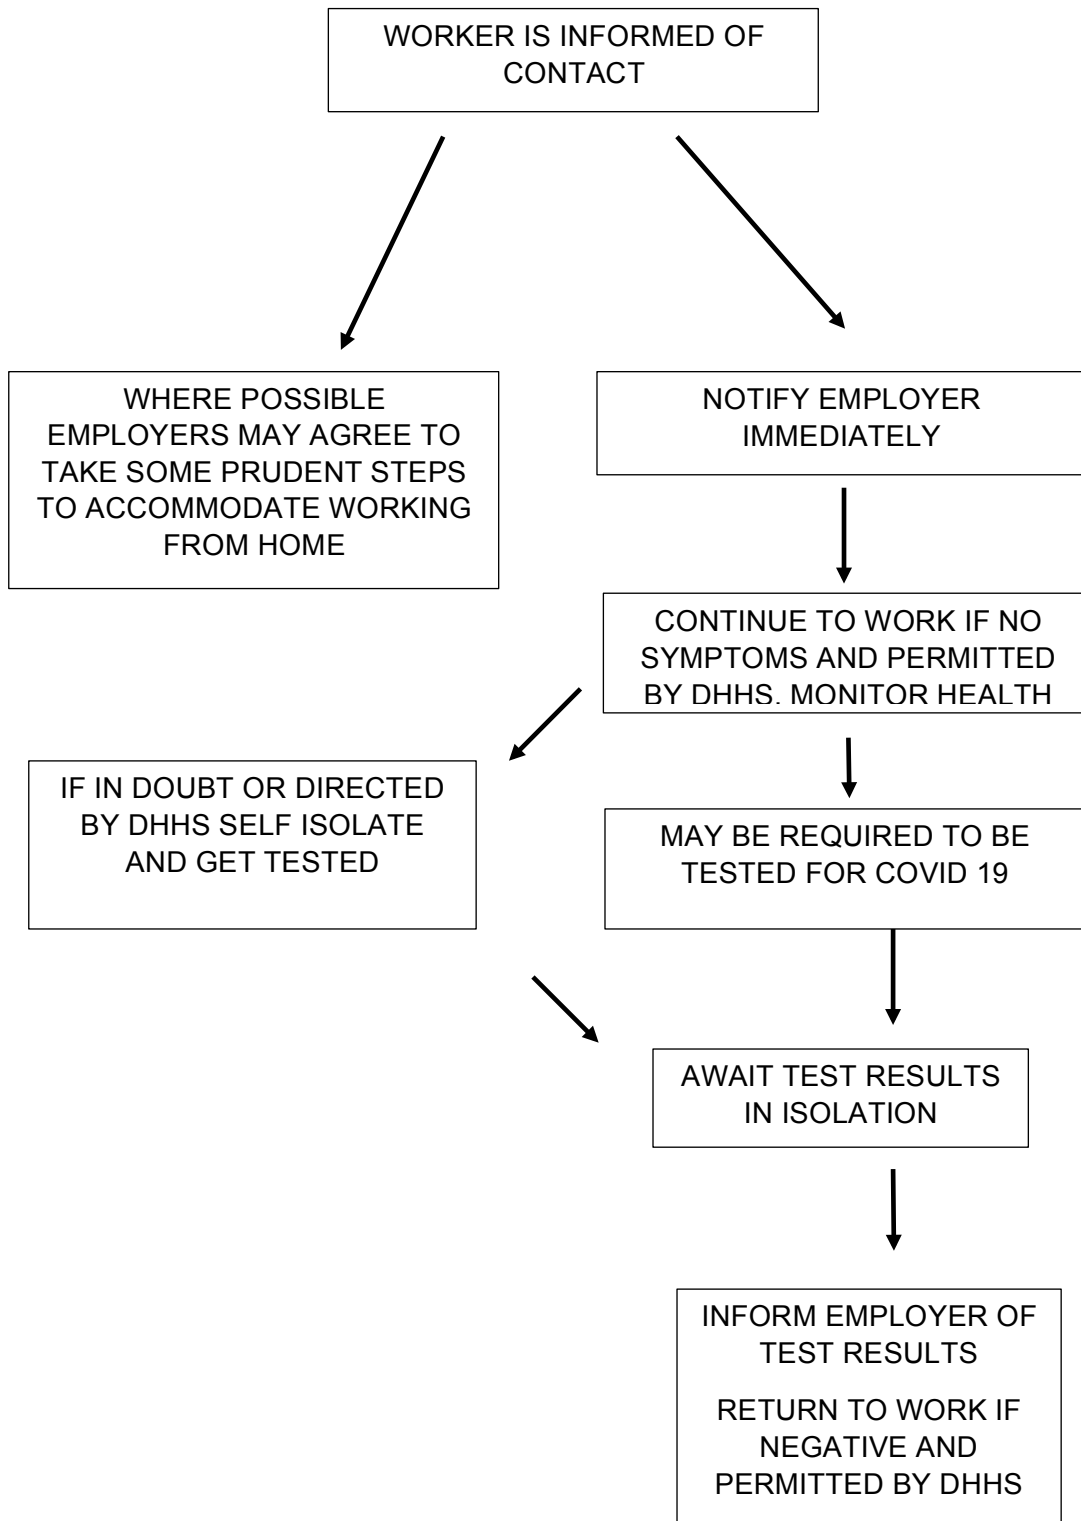 WORKER IS INFORMED OF
CONTACT
WHERE POSSIBLE
EMPLOYERS MAY AGREE TO
TAKE SOME PRUDENT STEPS
TO ACCOMMODATE WORKING
FROM HOME
NOTIFY EMPLOYER
IMMEDIATELY
CONTINUE TO WORK IF NO
SYMPTOMS AND PERMITTED
BY DHHS. MONITOR HEALTH
IF IN DOUBT OR DIRECTED
BY DHHS SELF ISOLATE
AND GET TESTED
MAY BE REQUIRED TO BE
TESTED FOR COVID 19
AWAIT TEST RESULTS
IN ISOLATION
INFORM EMPLOYER OF
TEST RESULTS
RETURN TO WORK IF
NEGATIVE AND
PERMITTED BY DHHS